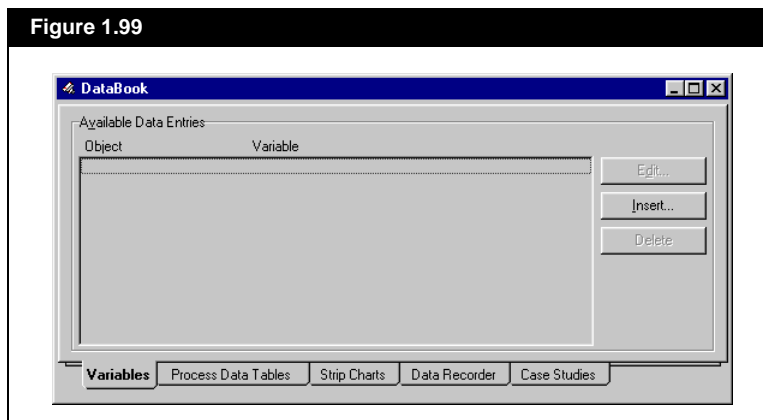 Figure 1.99
DataBook
Available Data Entries
Object Variable
Edit...
Insert...
Delete
Variables Process Data Tables Strip Charts Data Recorder Case Studies